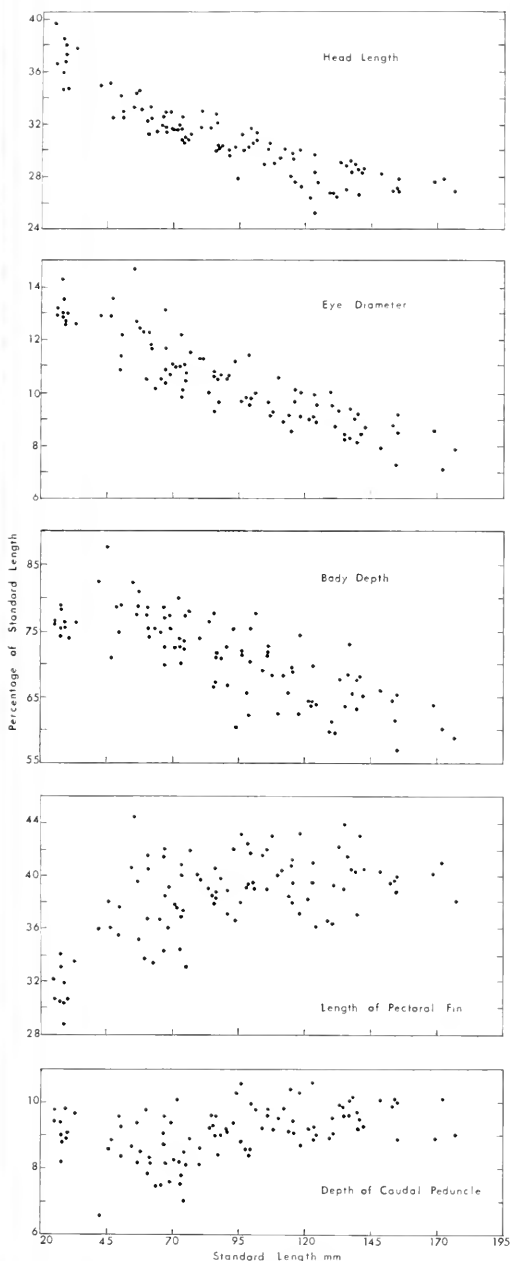 40
36
32
28
24
Head Length
14
12
10
8
6
Eye Diameter
Percentage of Standard Length
85
75
65
55
Body Depth
44
40
36
32
28
Length of Pectoral Fin
10
8
6
Depth of Caudal Peduncle
20 45 70 95 120 145 170 195
Standard Length mm